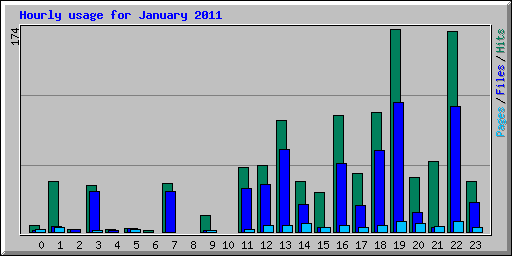 Hourly usage for January 2011
174
Pages/Files/Hits
0 1 2 3 4 5 6 7 8 9 10 11 12 13 14 15 16 17 18 19 20 21 22 23